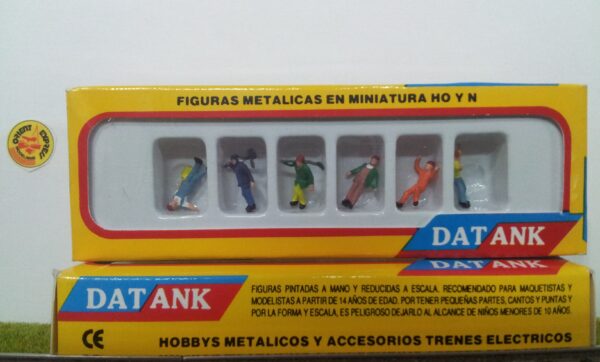 FIGURAS METALICAS EN MINIATURA HO Y N
ORIENT EXPRESS
DATANK
DATANK
DATANK
FIGURAS PINTADAS A MANO Y REDUCIDAS A ESCALA. RECOMENDADO PARA MAQUETISTAS Y
MODELISTAS A PARTIR DE 14 AÑOS DE EDAD. POR TENER PEQUEÑAS PARTES, CANTOS Y PUNTAS Y
POR LA FORMA Y ESCALA, ES PELIGROSO DEJARLO AL ALCANCE DE NIÑOS MENORES DE 10 AÑOS.
CE
HOBBYS METALICOS Y ACCESORIOS TRENES ELECTRICOS